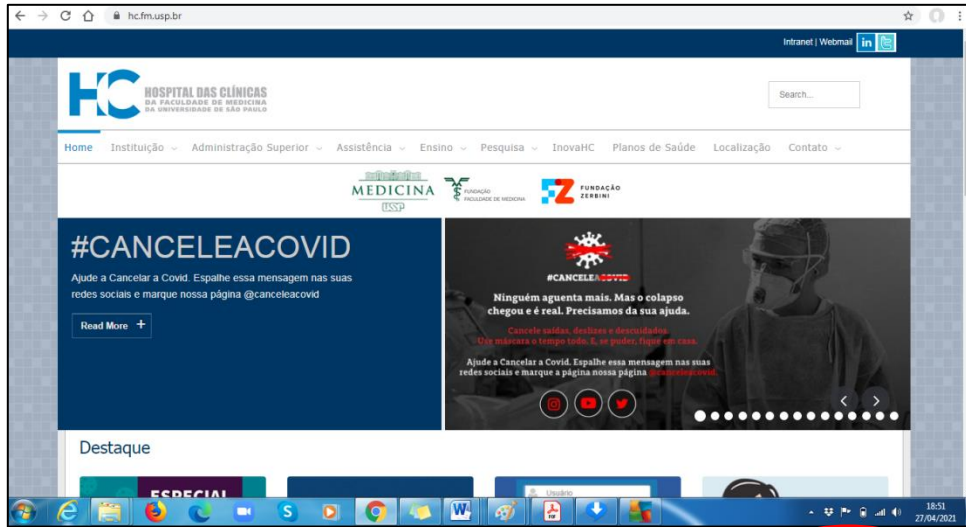 hc.fm.usp.br
Intranet | Webmail in
HC HOSPITAL DAS CLÍNICAS
DA FACULDADE DE MEDICINA
DA UNIVERSIDADE DE SÃO PAULO
Search...
Home Instituição Administração Superior Assistência Ensino Pesquisa InovaHC Planos de Saúde Localização Contato
MEDICINA
USP
FUNDAÇÃO
FACULDADE DE MEDICINA
FUNDAÇÃO
ZERBINI
#CANCELEACOVID
Ajude a Cancelar a Covid. Espalhe essa mensagem nas suas
redes sociais e marque nossa página @canceleacovid
Read More +
#CANCELEACOVID
Ninguém aguenta mais. Mas o colapso
chegou e é real. Precisamos da sua ajuda.
Cancele saídas, deslizes e descuidados.
Use máscara o tempo todo. E, se puder, fique em casa.
Ajude a Cancelar a Covid. Espalhe essa mensagem nas suas
redes sociais e marque a página nossa página @canceleacovid.
Destaque
ESPECIAL
Usuário
18:51
27/04/2021